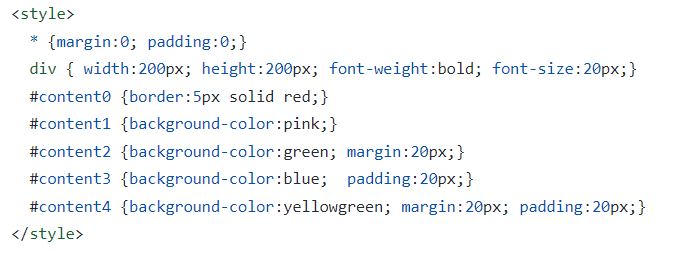 <style>
* {margin:0; padding:0;}
div { width:200px; height:200px; font-weight:bold; font-size:20px;}
#content0 {border:5px solid red;}
#content1 {background-color:pink;}
#content2 {background-color:green; margin:20px;}
#content3 {background-color:blue;  padding:20px;}
#content4 {background-color:yellowgreen; margin:20px; padding:20px;}
</style>